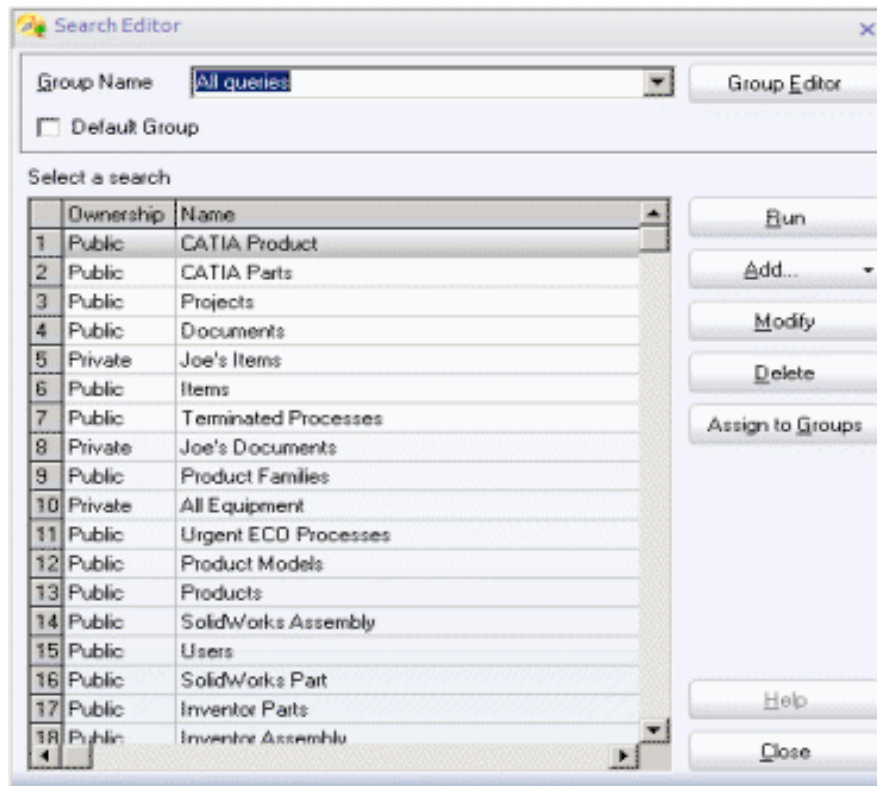 Search Editor
Group Name All queries Group Editor
Default Group
Select a search
Ownership Name
1 Public CATIA Product
2 Public CATIA Parts
3 Public Projects
4 Public Documents
5 Private Joe's Items
6 Public Items
7 Public Terminated Processes
8 Private Joe's Documents
9 Public Product Families
10 Private All Equipment
11 Public Urgent ECO Processes
12 Public Product Models
13 Public Products
14 Public SolidWorks Assembly
15 Public Users
16 Public SolidWorks Part
17 Public Inventor Parts
18 Public Inventor Assembly
Run
Add...
Modify
Delete
Assign to Groups
Help
Close